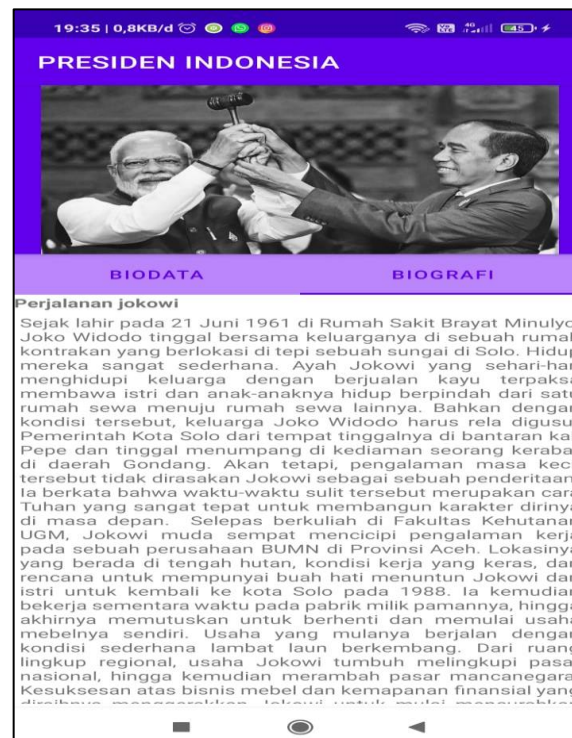 19:35 | 0,8KB/d
4G
45
PRESIDEN INDONESIA
BIODATA
BIOGRAFI
Perjalanan jokowi
Sejak lahir pada 21 Juni 1961 di Rumah Sakit Brayat Minulyo
Joko Widodo tinggal bersama keluarganya di sebuah rumah
kontrakan yang berlokasi di tepi sebuah sungai di Solo. Hidup
mereka sangat sederhana. Ayah Jokowi yang sehari-har
menghidupi keluarga dengan berjualan kayu terpaksa
membawa istri dan anak-anaknya hidup berpindah dari satu
rumah sewa menuju rumah sewa lainnya. Bahkan dengan
kondisi tersebut, keluarga Joko Widodo harus rela digusu
Pemerintah Kota Solo dari tempat tinggalnya di bantaran kal
Pepe dan tinggal menumpang di kediaman seorang keraba
di daerah Gondang. Akan tetapi, pengalaman masa keci
tersebut tidak dirasakan Jokowi sebagai sebuah penderitaan
Ia berkata bahwa waktu-waktu sulit tersebut merupakan cara
Tuhan yang sangat tepat untuk membangun karakter dirinya
di masa depan. Selepas berkuliah di Fakultas Kehutanan
UGM, Jokowi muda sempat mencicipi pengalaman kerja
pada sebuah perusahaan BUMN di Provinsi Aceh. Lokasinya
yang berada di tengah hutan, kondisi kerja yang keras, dan
rencana untuk mempunyai buah hati menuntun Jokowi dan
istri untuk kembali ke kota Solo pada 1988. Ia kemudian
bekerja sementara waktu pada pabrik milik pamannya, hingga
akhirnya memutuskan untuk berhenti dan memulai usaha
mebelnya sendiri. Usaha yang mulanya berjalan dengan
kondisi sederhana lambat laun berkembang. Dari ruang
lingkup regional, usaha Jokowi tumbuh melingkupi pasa
nasional, hingga kemudian merambah pasar mancanegara
Kesuksesan atas bisnis mebel dan kemapanan finansial yang